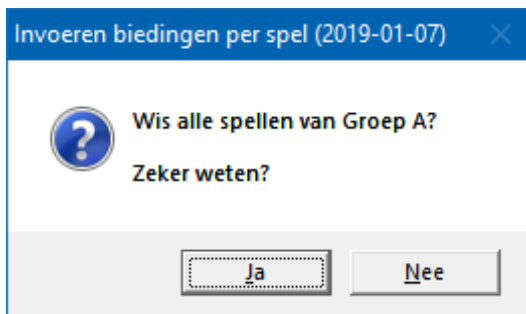 Invoeren biedingen per spel (2019-01-07)
Wis alle spellen van Groep A?
Zeker weten?
Ja
Nee